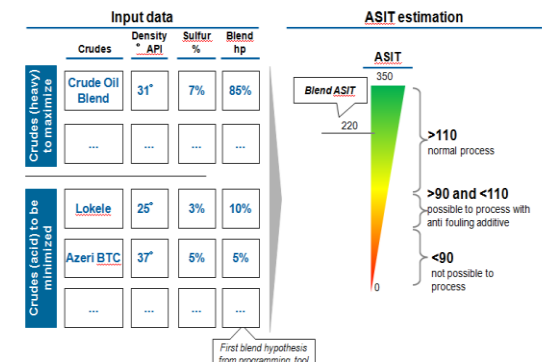 Input data
ASIT estimation
Crudes
Density
° API
Sulfur
%
Blend
hp
Crudes (heavy)
to maximize
Crude Oil
Blend
31°
7%
85%
...
...
...
...
Crudes (acid) to be
minimized
Lokele
25°
3%
10%
Azeri BTC
37°
5%
5%
...
...
...
...
First blend hypothesis
from programming tool
ASIT
350
Blend ASIT
220
0
>110
normal process
>90 and <110
possible to process with
anti fouling additive
<90
not possible to
process